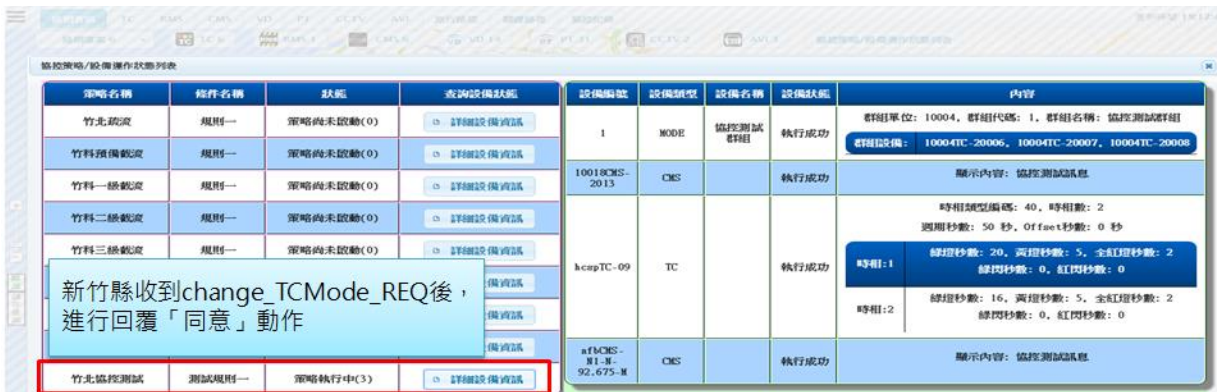 協控策略/設備操作狀態列表
策略名稱 條件名稱 狀態 查詢設備狀態
竹北疏流 規則一 策略尚未啟動(0) 詳細設備資訊
竹科預備截流 規則一 策略尚未啟動(0) 詳細設備資訊
竹科一級截流 規則一 策略尚未啟動(0) 詳細設備資訊
竹科二級截流 規則一 策略尚未啟動(0) 詳細設備資訊
竹科三級截流 規則一 策略尚未啟動(0) 詳細設備資訊
新竹縣收到change_TCMode_REQ後，
進行回覆「同意」動作
竹北協控測試 測試規則一 策略執行中(3) 詳細設備資訊
設備編號 設備類型 設備名稱 設備狀態 內容
1 MODE 協控測試
群組 執行成功
群組單位: 10004, 群組代碼: 1, 群組名稱: 協控測試群組
群組設備: 10004TC-20006, 10004TC-20007, 10004TC-20008
10018CMS-
2013 CMS 執行成功 顯示內容: 協控測試訊息
hcspTC-09 TC 執行成功
時相類型編碼: 40, 時相數: 2
週期秒數: 50 秒, Offset秒數: 0 秒
時相:1 綠燈秒數: 20, 黃燈秒數: 5, 全紅燈秒數: 2
綠閃秒數: 0, 紅閃秒數: 0
時相:2 綠燈秒數: 16, 黃燈秒數: 5, 全紅燈秒數: 2
綠閃秒數: 0, 紅閃秒數: 0
nfbCMS-
N1-N-
92.675-M CMS 執行成功 顯示內容: 協控測試訊息